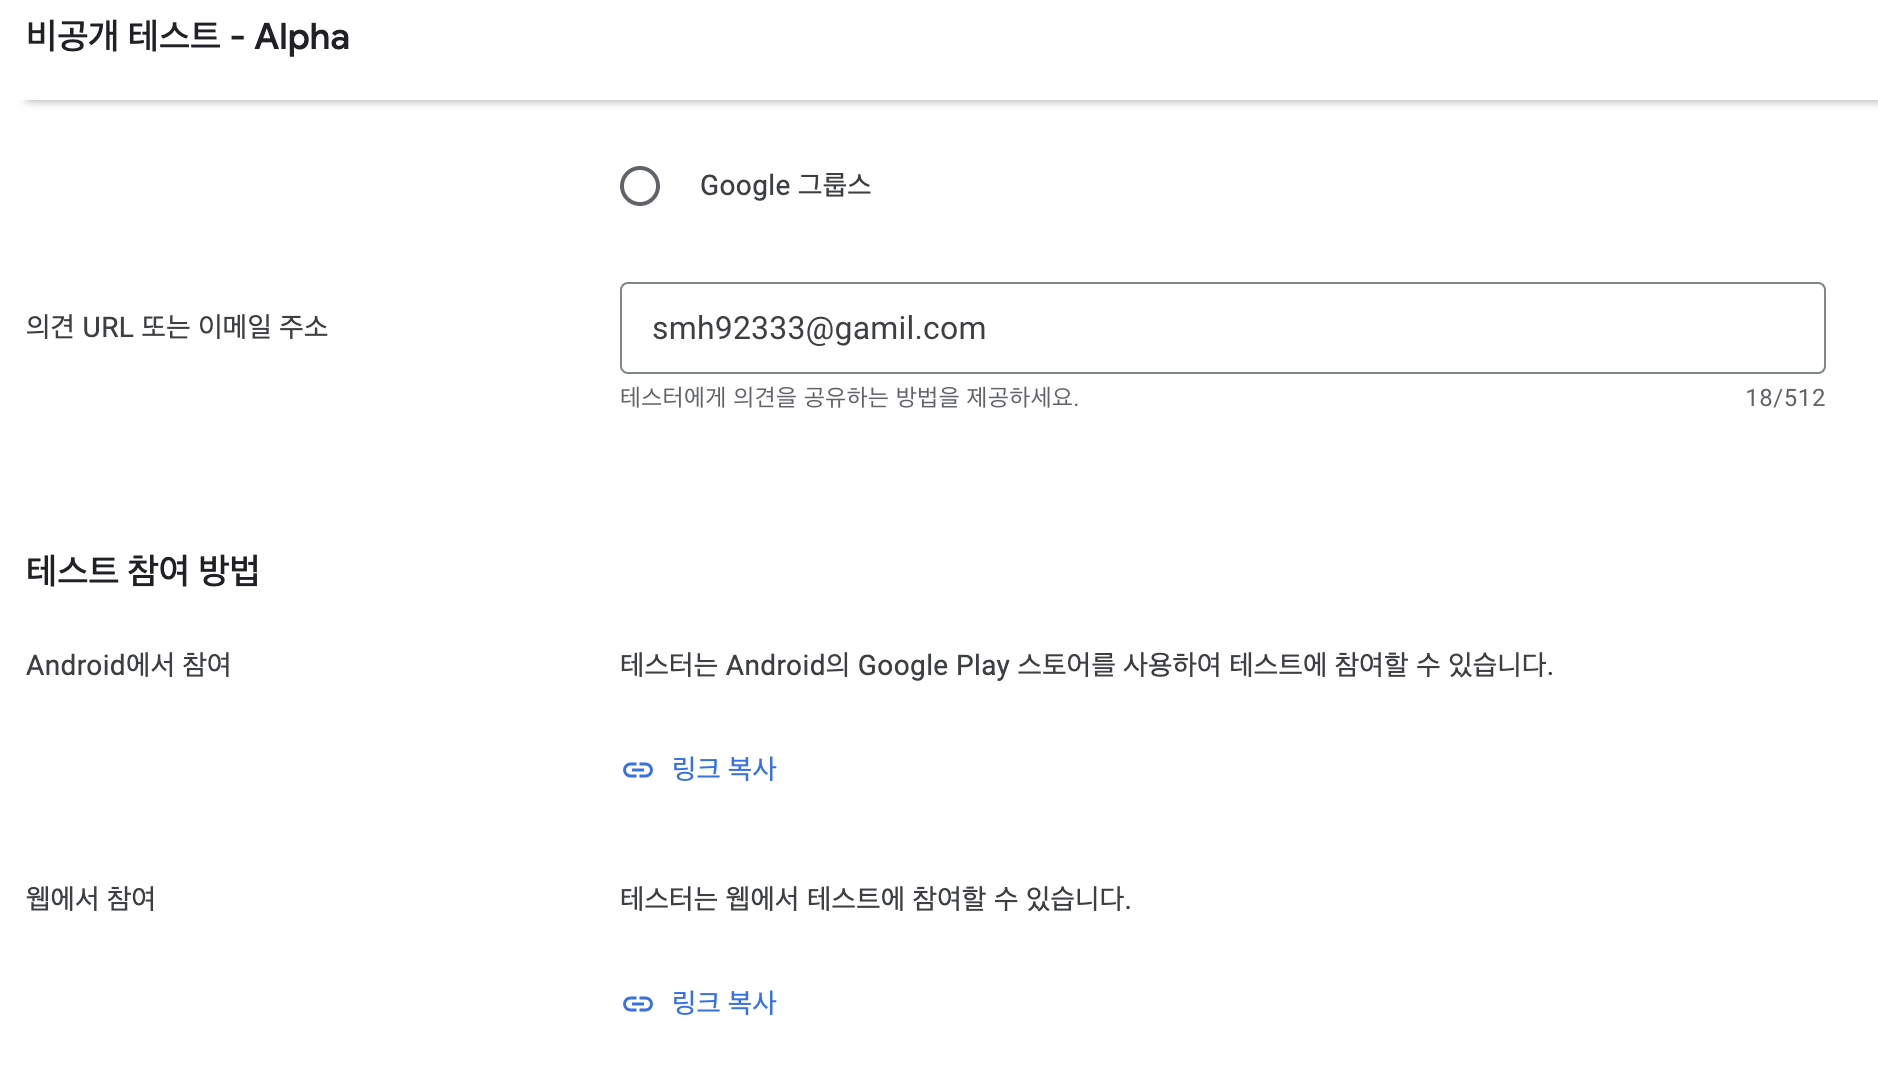 비공개 테스트 - Alpha
Google 그룹스
의견 URL 또는 이메일 주소
smh92333@gamil.com
테스터에게 의견을 공유하는 방법을 제공하세요.
18/512
테스트 참여 방법
Android에서 참여
테스터는 Android의 Google Play 스토어를 사용하여 테스트에 참여할 수 있습니다.
링크 복사
웹에서 참여
테스터는 웹에서 테스트에 참여할 수 있습니다.
링크 복사